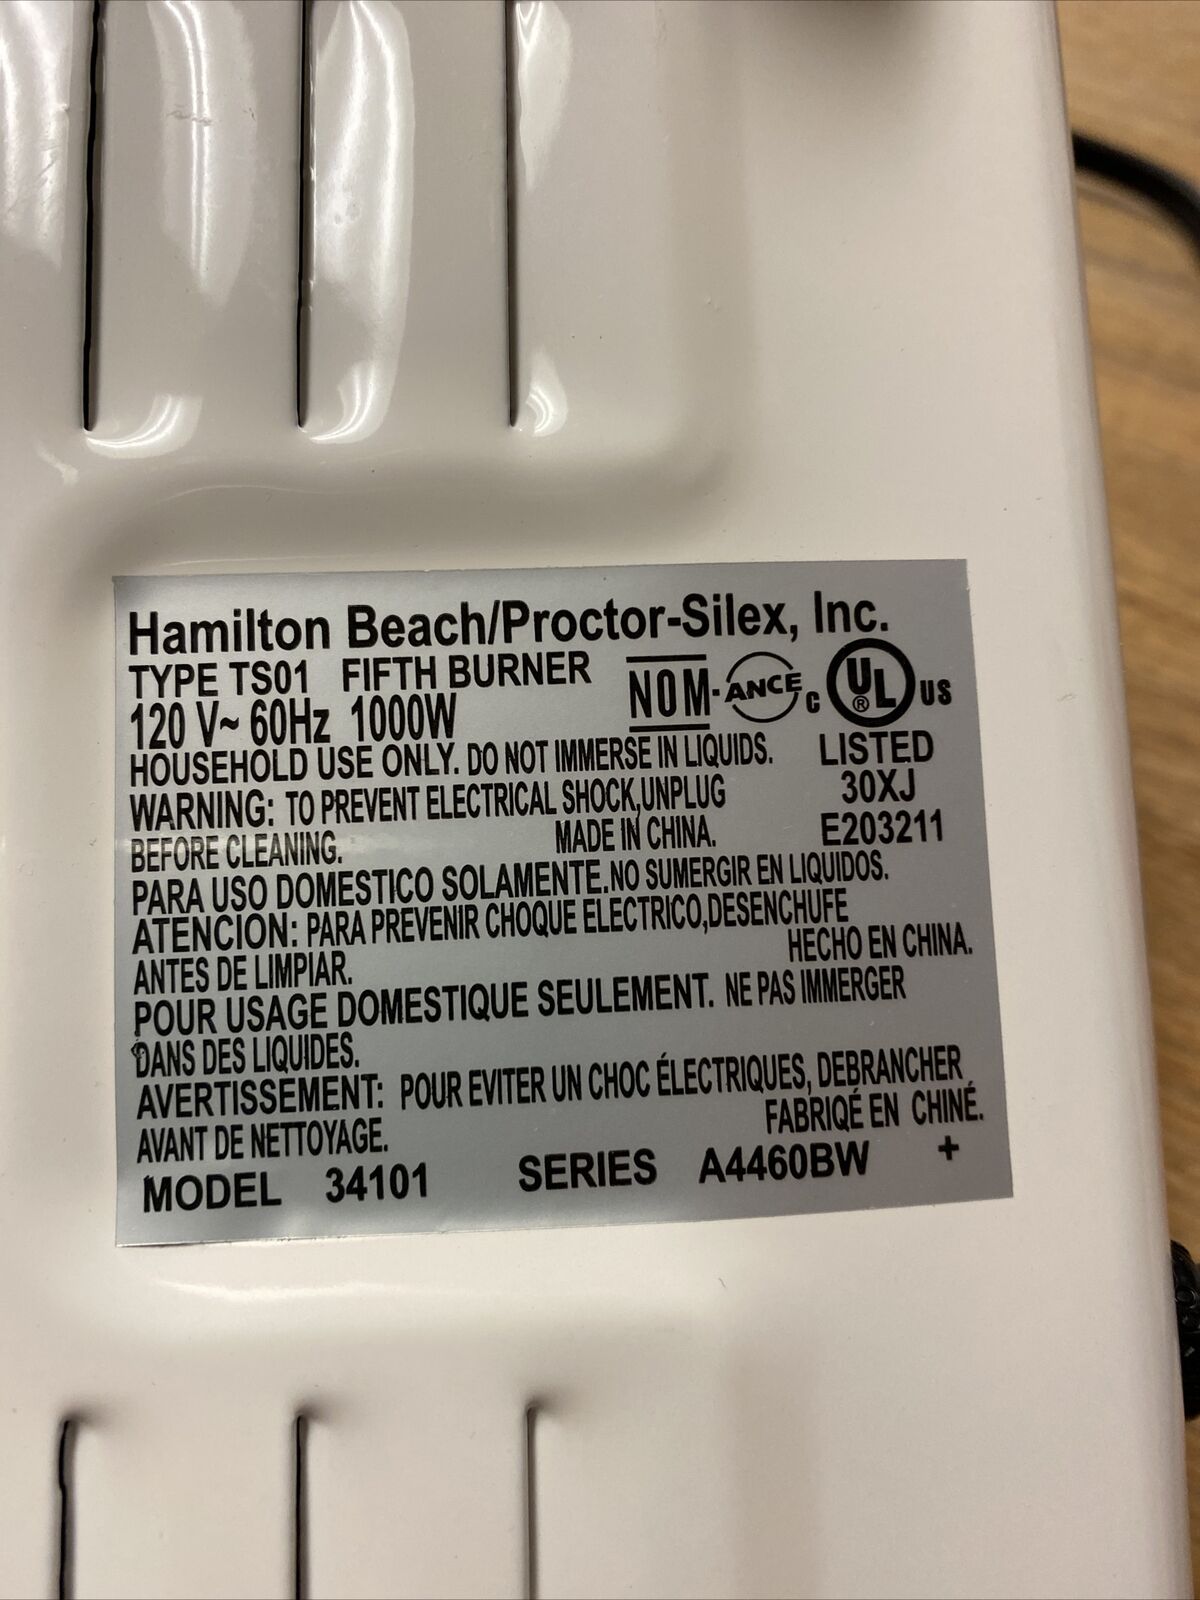 Hamilton Beach/Proctor-Silex, Inc.
TYPE TS01 FIFTH BURNER
120 V~ 60Hz 1000W
NOM-ANCE c UL ® US
HOUSEHOLD USE ONLY. DO NOT IMMERSE IN LIQUIDS. LISTED
WARNING: TO PREVENT ELECTRICAL SHOCK,UNPLUG 30XJ
BEFORE CLEANING. MADE IN CHINA. E203211
PARA USO DOMESTICO SOLAMENTE.NO SUMERGIR EN LIQUIDOS.
ATENCION: PARA PREVENIR CHOQUE ELECTRICO,DESENCHUFE
ANTES DE LIMPIAR. HECHO EN CHINA.
POUR USAGE DOMESTIQUE SEULEMENT. NE PAS IMMERGER
DANS DES LIQUIDES.
AVERTISSEMENT: POUR EVITER UN CHOC ÉLECTRIQUES, DEBRANCHER
AVANT DE NETTOYAGE. FABRIQÉ EN CHINÉ.
MODEL 34101 SERIES A4460BW +